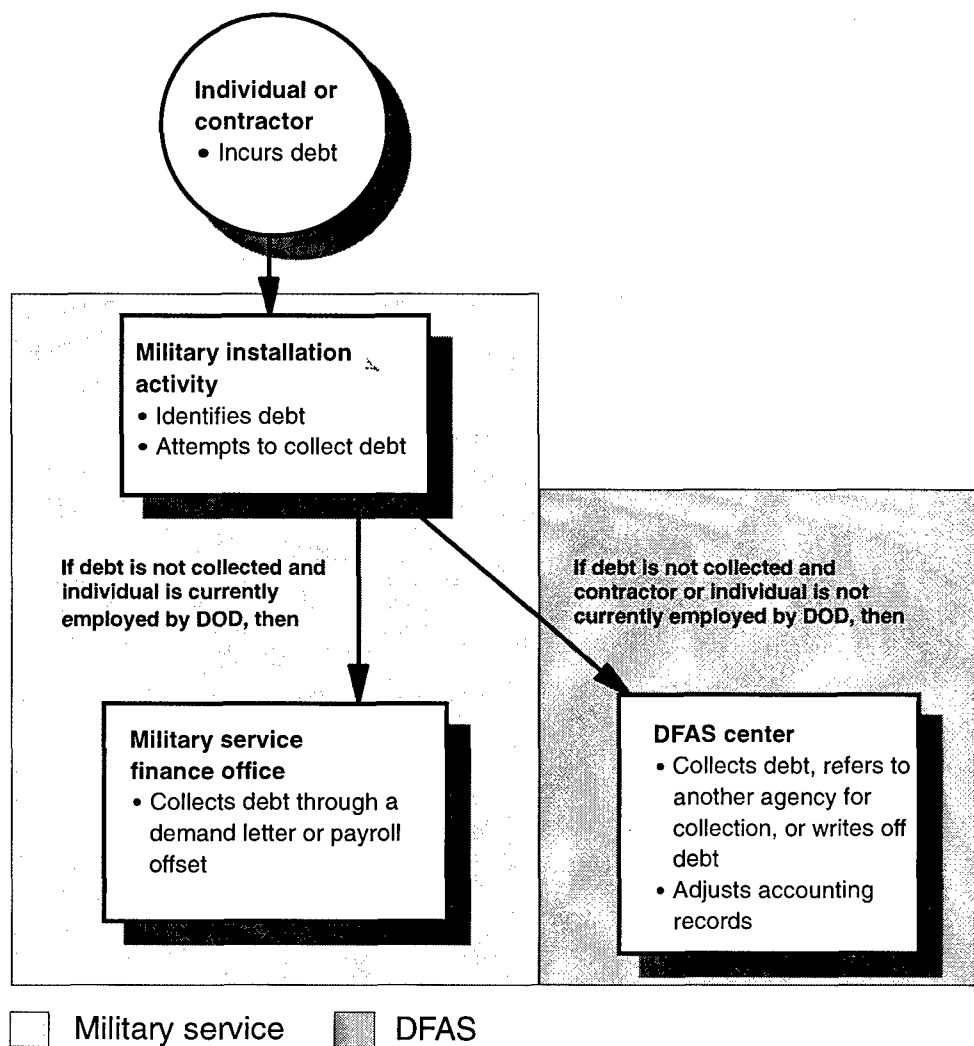 Individual or
contractor
• Incurs debt
Military installation
activity
• Identifies debt
• Attempts to collect debt
If debt is not collected and
individual is currently
employed by DOD, then
If debt is not collected and
contractor or individual is not
currently employed by DOD, then
Military service
finance office
• Collects debt through a
demand letter or payroll
offset
DFAS center
• Collects debt, refers to
another agency for
collection, or writes off
debt
• Adjusts accounting
records
Military service
DFAS